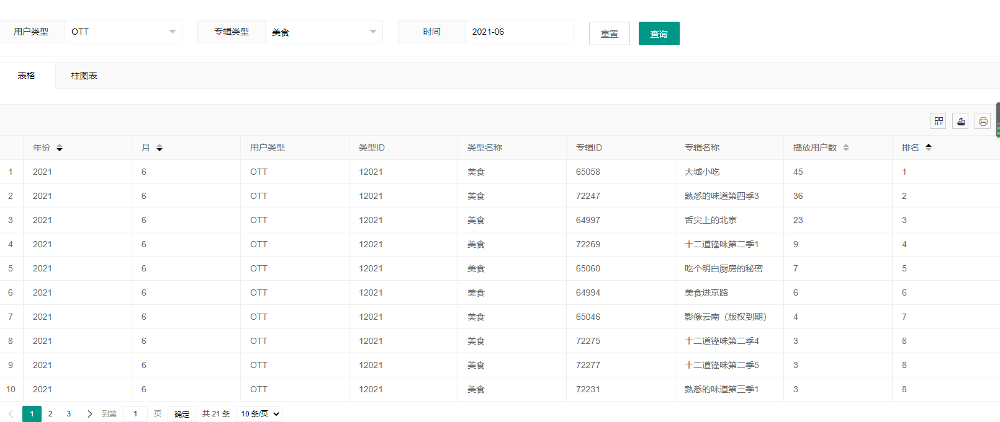 用户类型 OTT 专辑类型 美食 时间 2021-06 重置 查询
表格 柱图表
年份 月 用户类型 类型ID 类型名称 专辑ID 专辑名称 播放用户数 排名
1 2021 6 OTT 12021 美食 65058 大城小吃 45 1
2 2021 6 OTT 12021 美食 72247 熟悉的味道第四季3 36 2
3 2021 6 OTT 12021 美食 64997 舌尖上的北京 23 3
4 2021 6 OTT 12021 美食 72269 十二道锋味第二季1 9 4
5 2021 6 OTT 12021 美食 65060 吃个明白厨房的秘密 7 5
6 2021 6 OTT 12021 美食 64994 美食进京路 6 6
7 2021 6 OTT 12021 美食 65046 影像云南（版权到期） 4 7
8 2021 6 OTT 12021 美食 72275 十二道锋味第二季4 3 8
9 2021 6 OTT 12021 美食 72277 十二道锋味第二季5 3 8
10 2021 6 OTT 12021 美食 72231 熟悉的味道第三季1 3 8
1 2 3 到第 1 页 确定 共 21 条 10 条/页